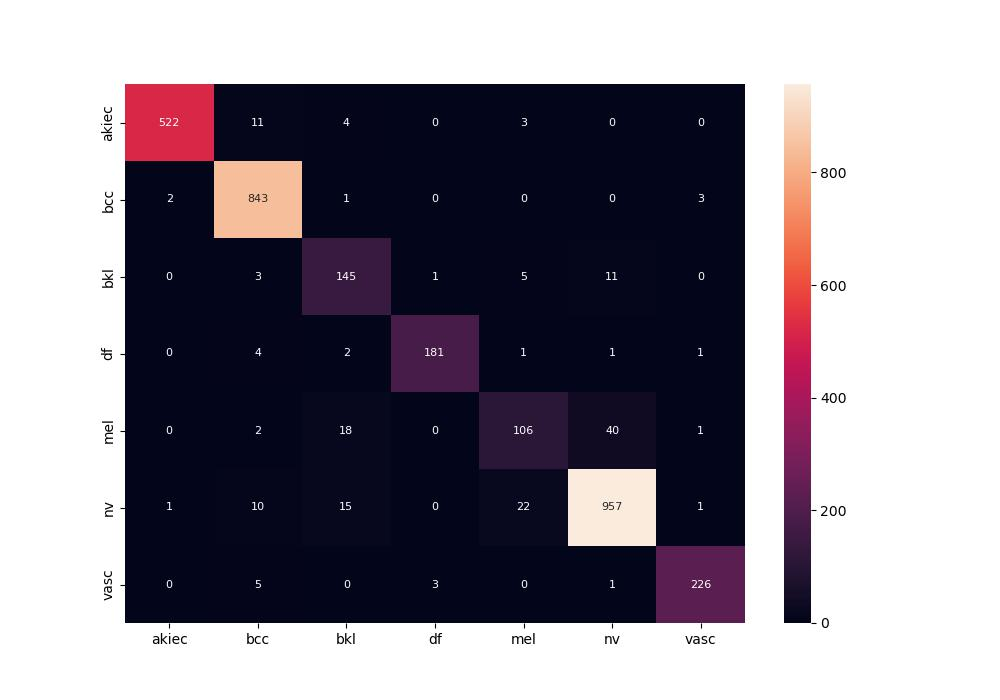 akiec 522 11 4 0 3 0 0
bcc 2 843 1 0 0 0 3
bkl 0 3 145 1 5 11 0
df 0 4 2 181 1 1 1
mel 0 2 18 0 106 40 1
nv 1 10 15 0 22 957 1
vasc 0 5 0 3 0 1 226
akiec bcc bkl df mel nv vasc
800
600
400
200
0